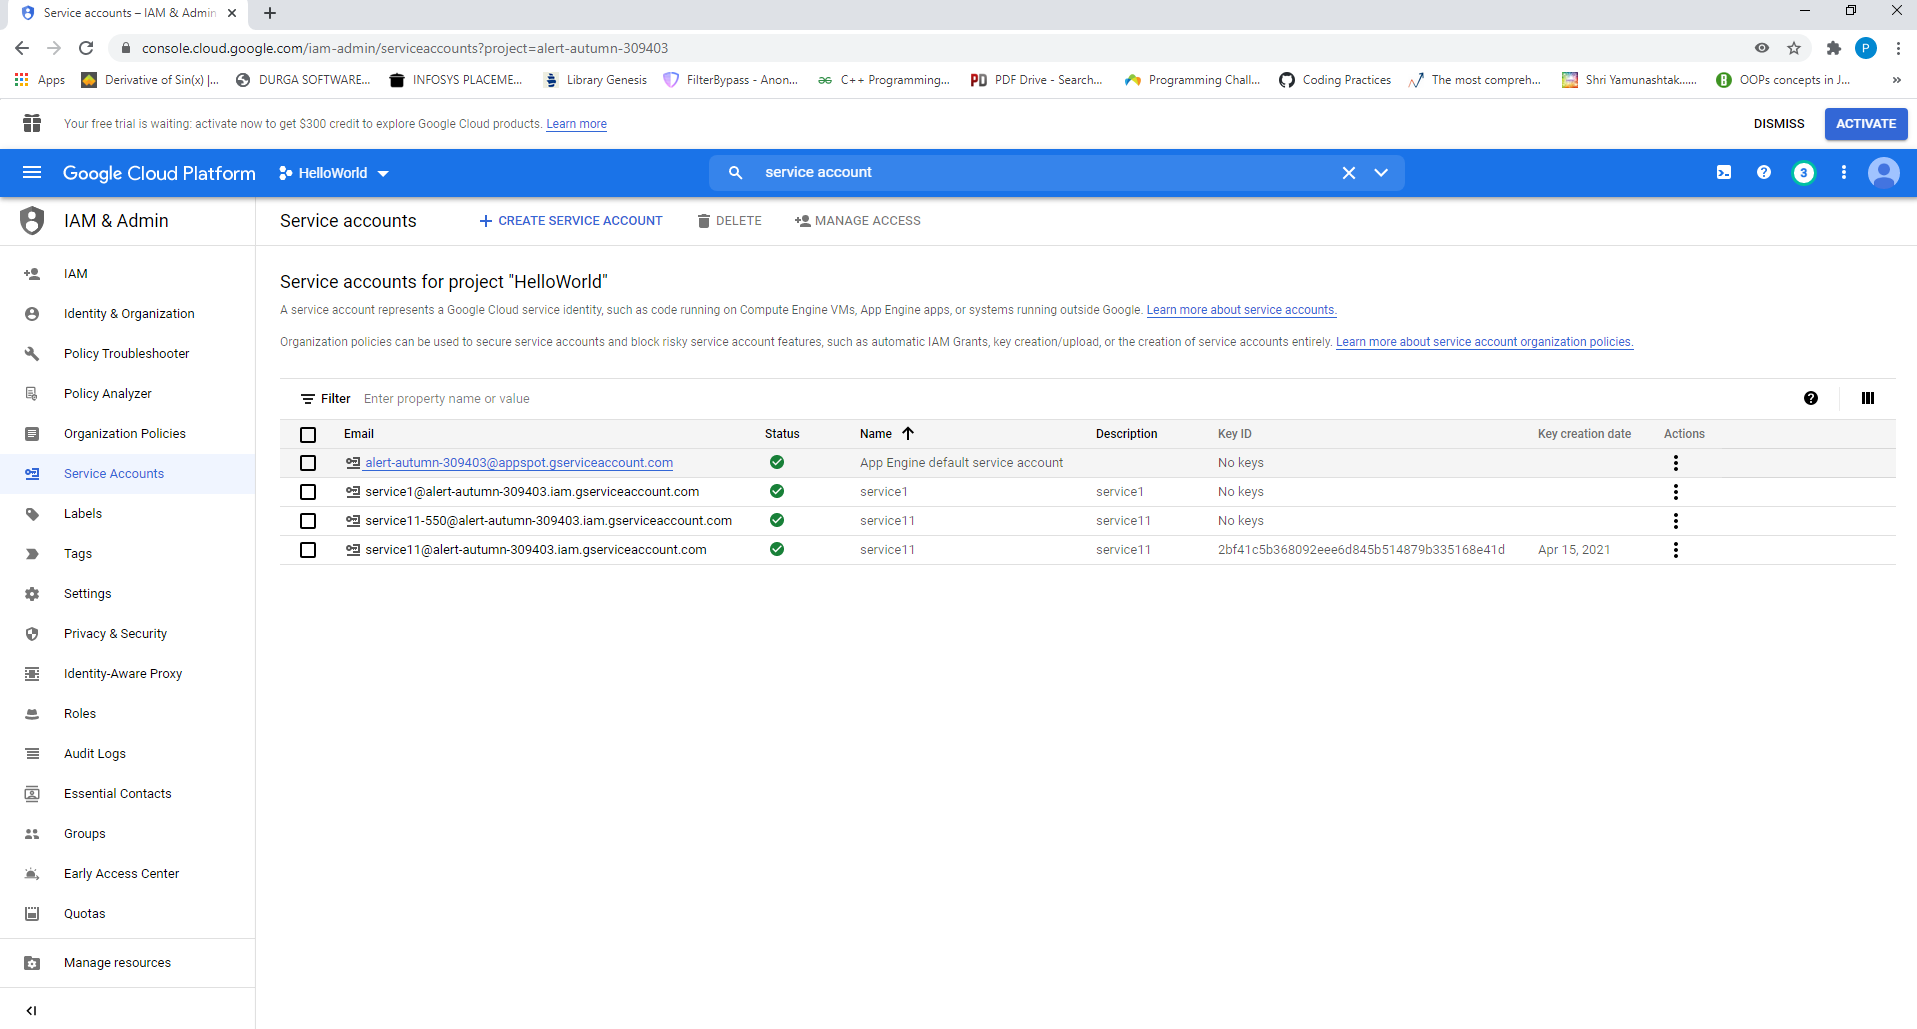 Service accounts – IAM & Admin
console.cloud.google.com/iam-admin/serviceaccounts?project=alert-autumn-309403
P
Apps
Derivative of Sin(x) |...
DURGA SOFTWARE...
INFOSYS PLACEME...
Library Genesis
FilterBypass - Anon...
C++ Programming...
PD
PDF Drive - Search...
Programming Chall...
Coding Practices
The most compreh...
Shri Yamunashtak......
OOPs concepts in J...
»
Your free trial is waiting: activate now to get $300 credit to explore Google Cloud products. Learn more
DISMISS
ACTIVATE
Google Cloud Platform
HelloWorld
service account
3
IAM & Admin
Service accounts
+ CREATE SERVICE ACCOUNT
DELETE
MANAGE ACCESS
IAM
Identity & Organization
Policy Troubleshooter
Policy Analyzer
Organization Policies
Service Accounts
Labels
Tags
Settings
Privacy & Security
Identity-Aware Proxy
Roles
Audit Logs
Essential Contacts
Groups
Early Access Center
Quotas
Manage resources
Service accounts for project "HelloWorld"
A service account represents a Google Cloud service identity, such as code running on Compute Engine VMs, App Engine apps, or systems running outside Google. Learn more about service accounts.
Organization policies can be used to secure service accounts and block risky service account features, such as automatic IAM Grants, key creation/upload, or the creation of service accounts entirely. Learn more about service account organization policies.
Filter Enter property name or value
Email Status Name Description Key ID Key creation date Actions
alert-autumn-309403@appspot.gserviceaccount.com App Engine default service account No keys
service1@alert-autumn-309403.iam.gserviceaccount.com service1 service1 No keys
service11-550@alert-autumn-309403.iam.gserviceaccount.com service11 service11 No keys
service11@alert-autumn-309403.iam.gserviceaccount.com service11 service11 2bf41c5b368092eee6d845b514879b335168e41d Apr 15, 2021